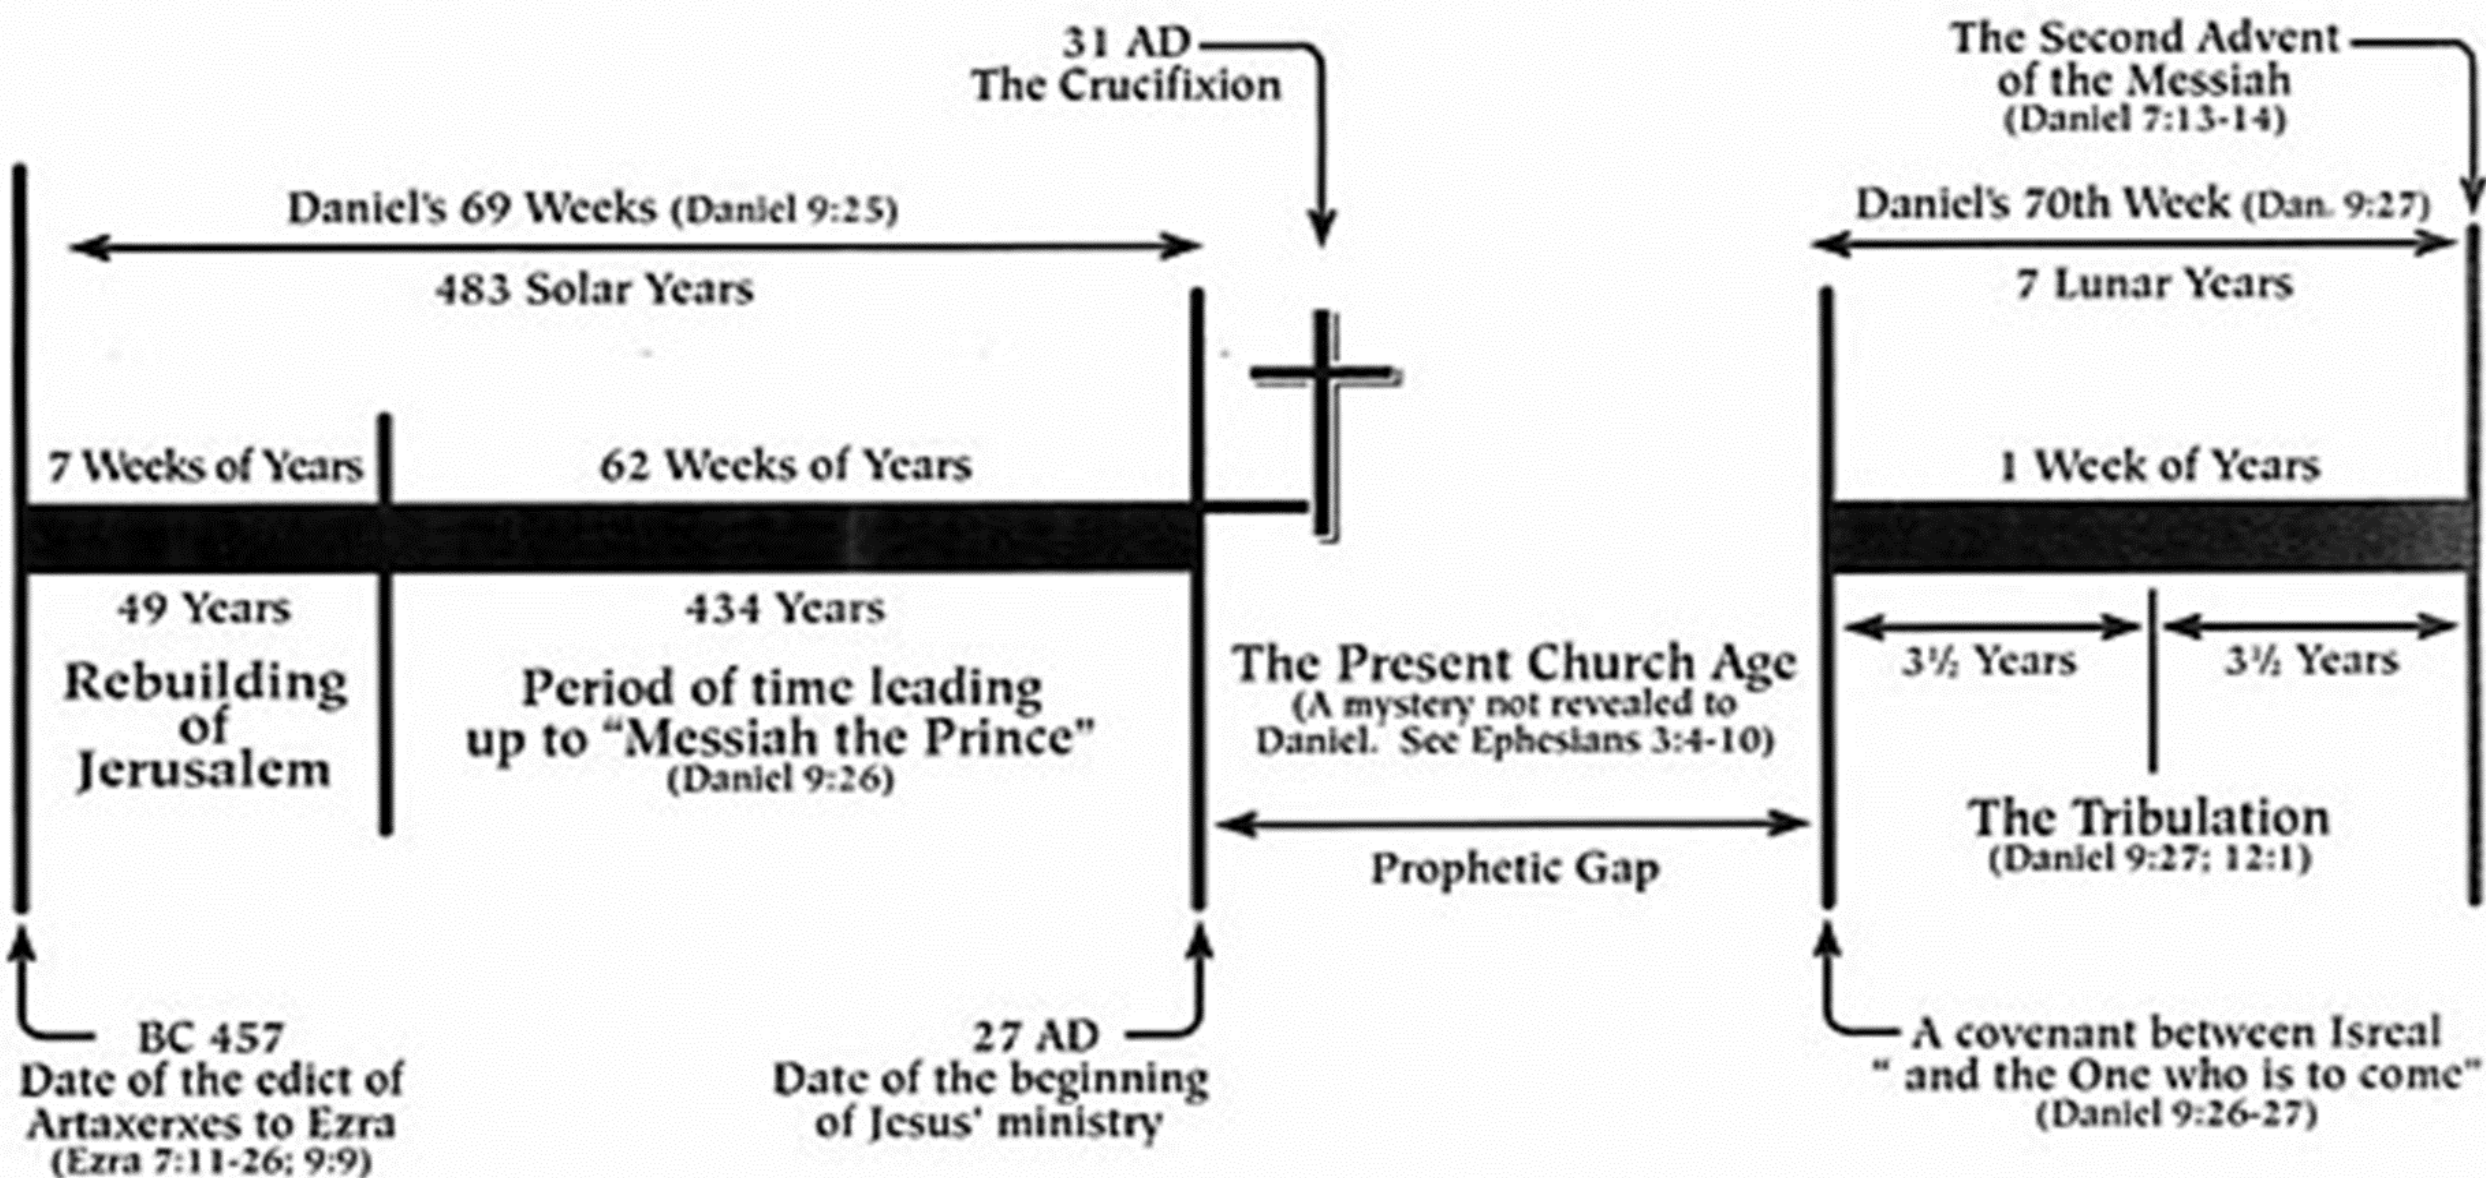 31 AD
The Crucifixion
The Second Advent
of the Messiah
(Daniel 7:13-14)
Daniel's 69 Weeks (Daniel 9:25)
483 Solar Years
Daniel's 70th Week (Dan. 9:27)
7 Lunar Years
7 Weeks of Years
62 Weeks of Years
1 Week of Years
49 Years
Rebuilding
of
Jerusalem
434 Years
Period of time leading
up to “Messiah the Prince”
(Daniel 9:26)
The Present Church Age
(A mystery not revealed to
Daniel. See Ephesians 3:4-10)
Prophetic Gap
3½ Years
3½ Years
The Tribulation
(Daniel 9:27; 12:1)
BC 457
Date of the edict of
Artaxerxes to Ezra
(Ezra 7:11-26; 9:9)
27 AD
Date of the beginning
of Jesus' ministry
A covenant between Isreal
“ and the One who is to come”
(Daniel 9:26-27)